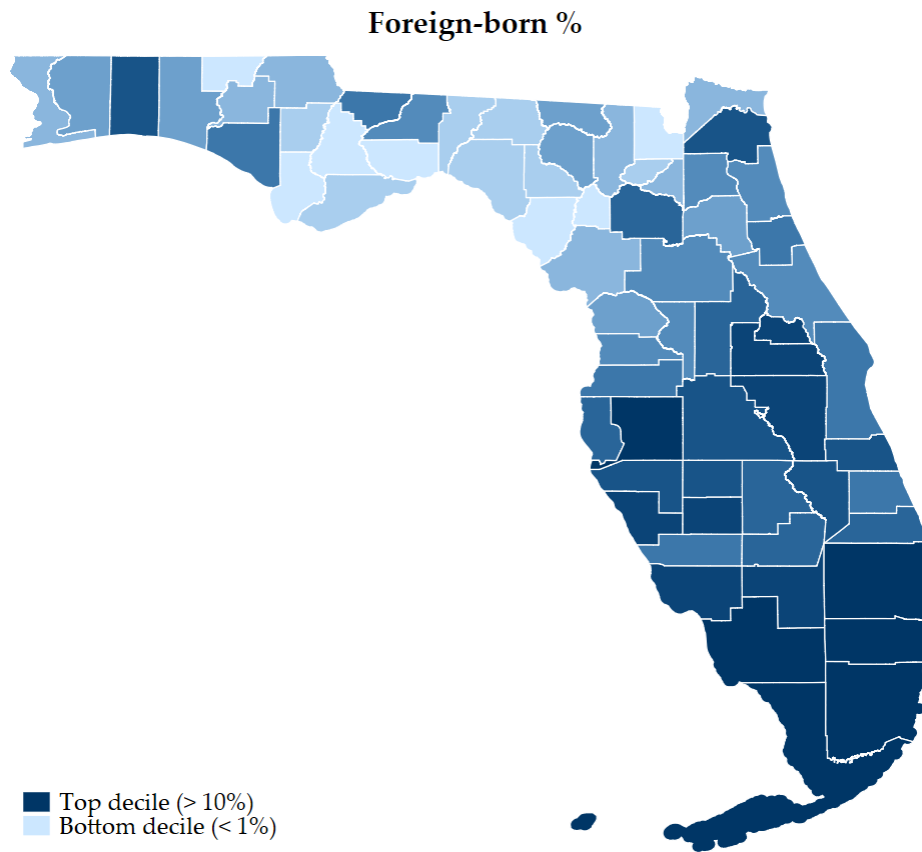 Foreign-born %
Top decile (> 10%)
Bottom decile (< 1%)